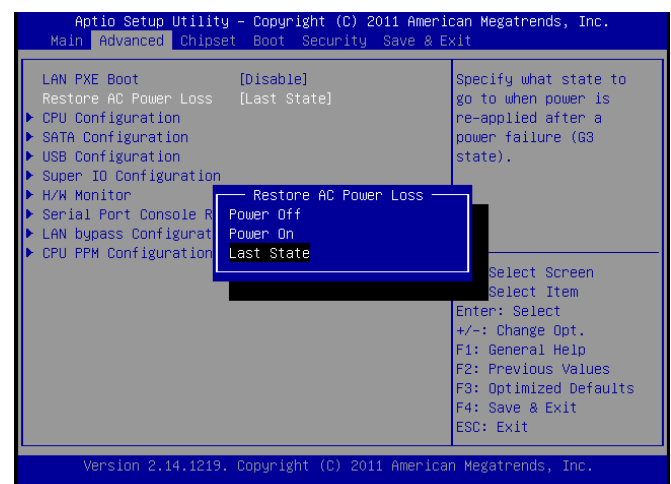 Aptio Setup Utility – Copyright (C) 2011 American Megatrends, Inc.
Main Advanced Chipset Boot Security Save & Exit
LAN PXE Boot [Disable]
Restore AC Power Loss [Last State]
CPU Configuration
SATA Configuration
USB Configuration
Super IO Configuration
H/W Monitor
Serial Port Console R
LAN bypass Configurat
CPU PPM Configuration
Restore AC Power Loss
Power Off
Power On
Last State
Specify what state to
go to when power is
re-applied after a
power failure (G3
state).
Select Screen
Select Item
Enter: Select
+/-: Change Opt.
F1: General Help
F2: Previous Values
F3: Optimized Defaults
F4: Save & Exit
ESC: Exit
Version 2.14.1219. Copyright (C) 2011 American Megatrends, Inc.